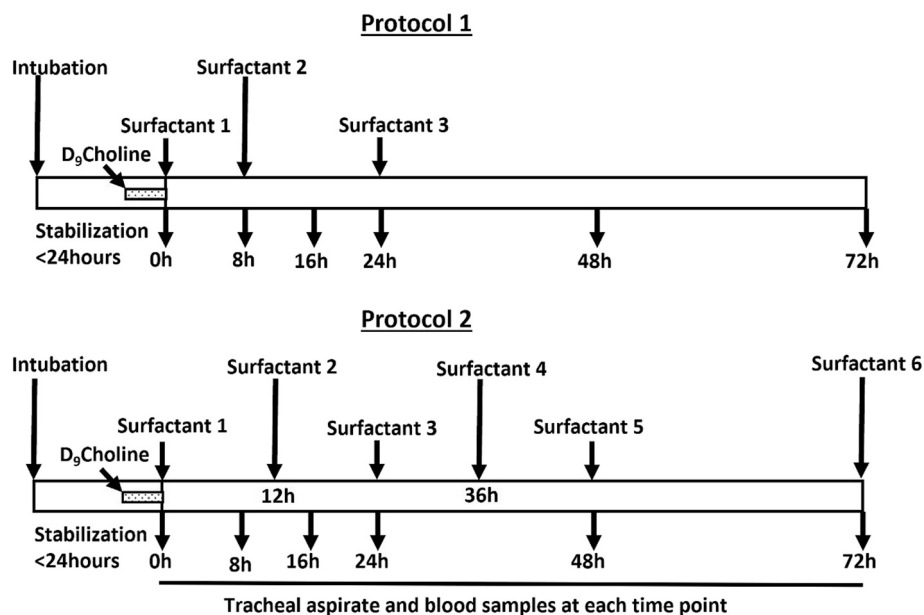 Protocol 1
Intubation
Surfactant 2
Surfactant 1
Surfactant 3
D₉Choline
Stabilization
<24hours
0h
8h
16h
24h
48h
72h
Protocol 2
Intubation
Surfactant 2
Surfactant 4
Surfactant 6
Surfactant 1
Surfactant 3
Surfactant 5
D₉Choline
12h
36h
Stabilization
<24hours
0h
8h
16h
24h
48h
72h
Tracheal aspirate and blood samples at each time point